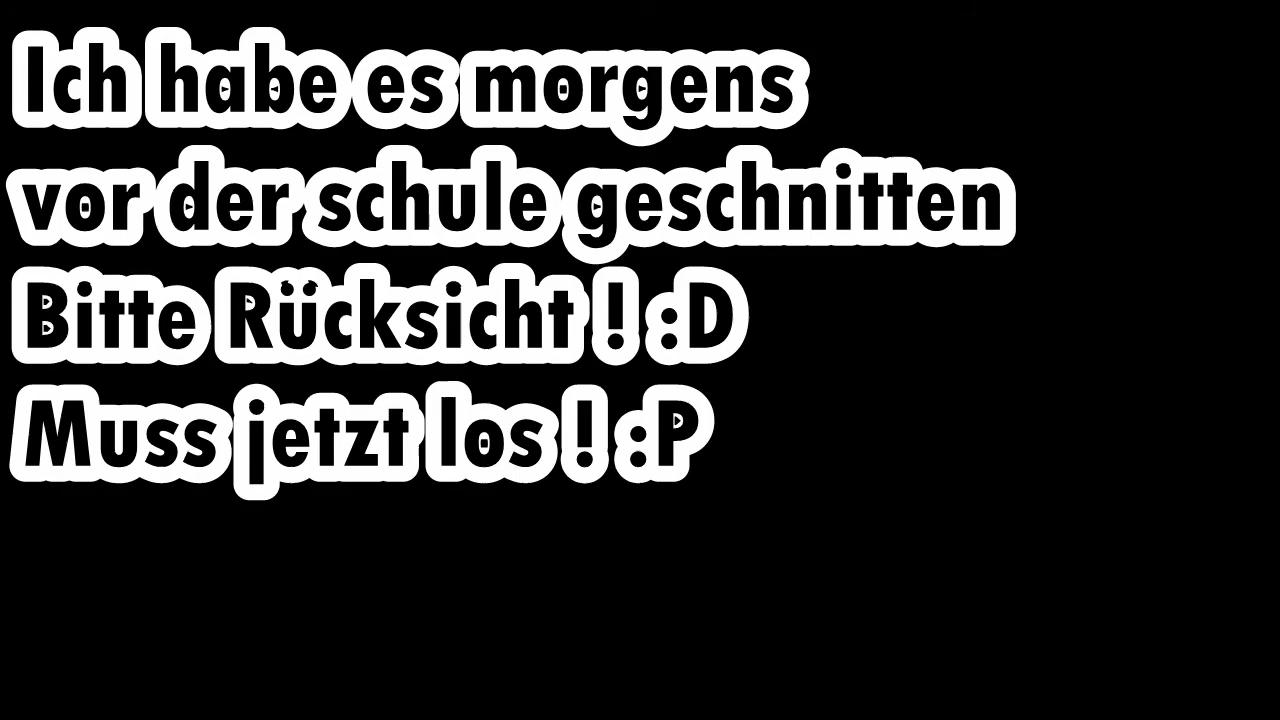 Ich habe es morgens
vor der schule geschnitten
Bitte Rücksicht ! :D
Muss jetzt los ! :P